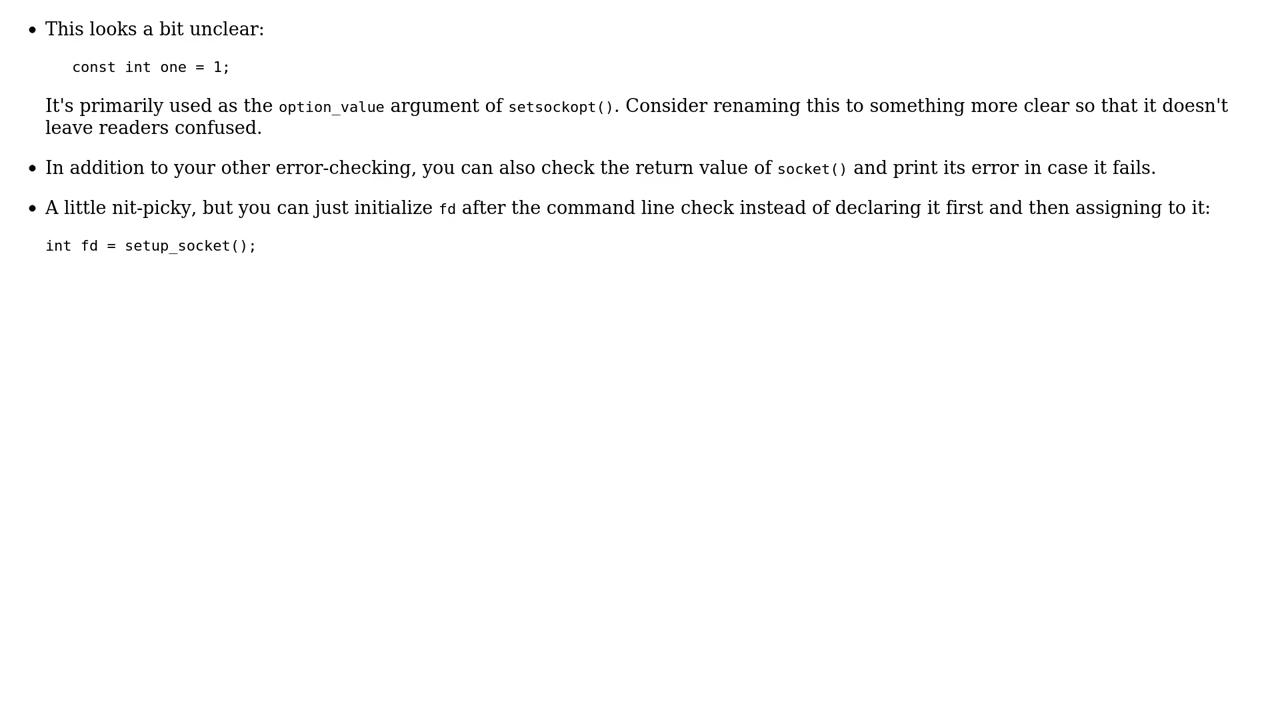 • This looks a bit unclear:
const int one = 1;
It's primarily used as the option_value argument of setsockopt(). Consider renaming this to something more clear so that it doesn't
leave readers confused.
• In addition to your other error-checking, you can also check the return value of socket() and print its error in case it fails.
• A little nit-picky, but you can just initialize fd after the command line check instead of declaring it first and then assigning to it:
int fd = setup_socket();